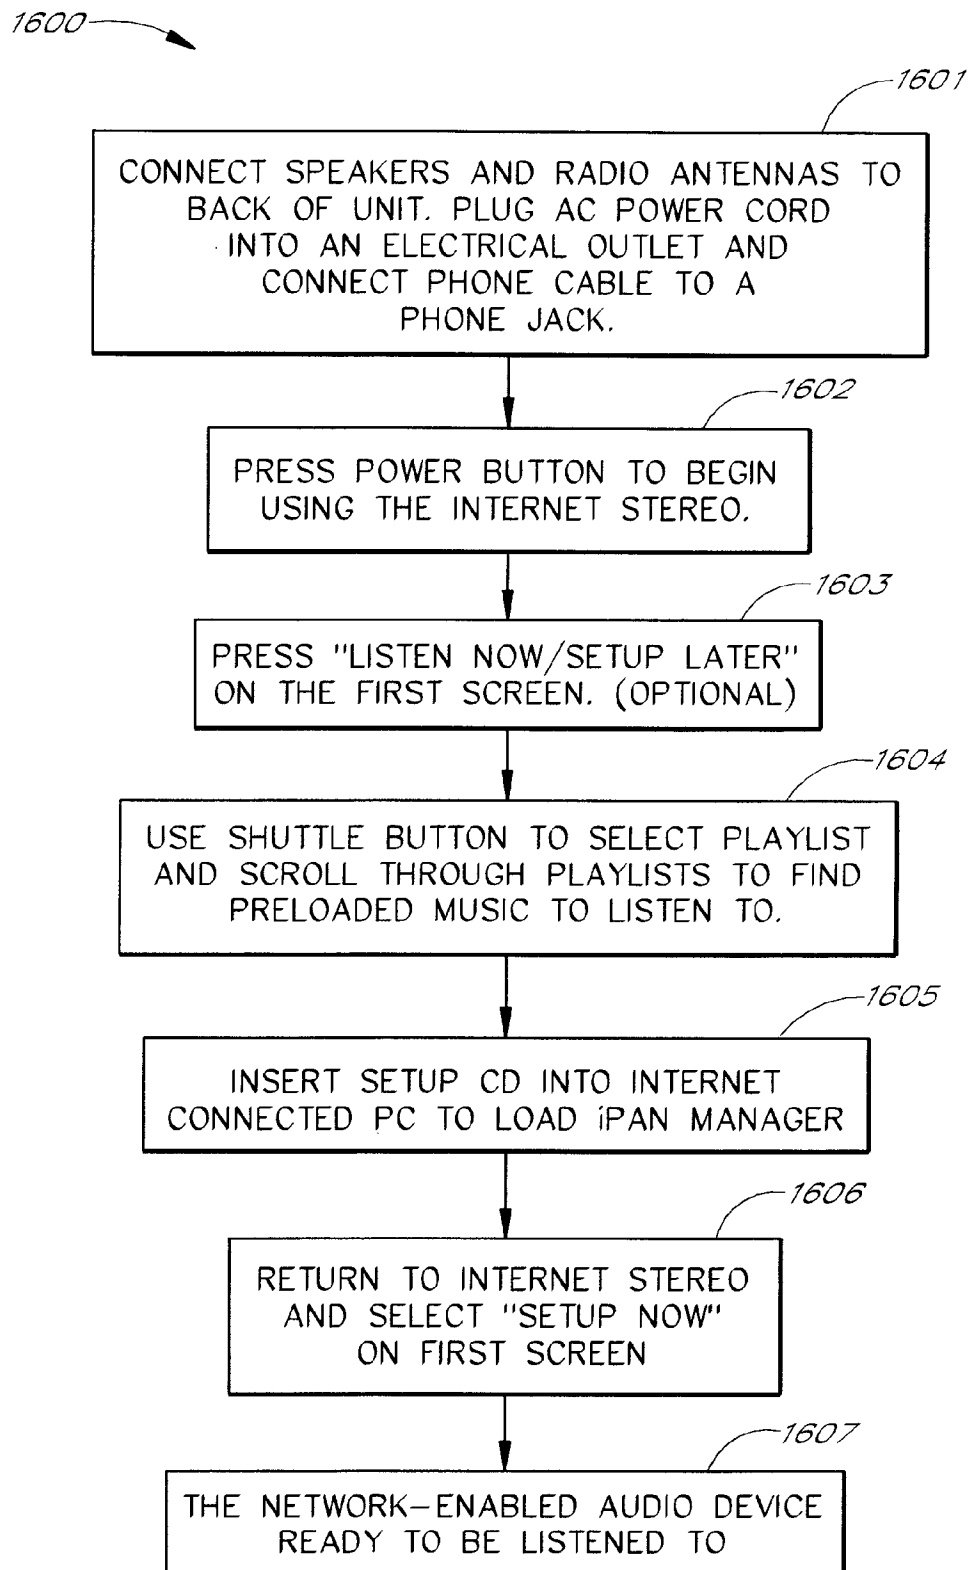 1600
1601
CONNECT SPEAKERS AND RADIO ANTENNAS TO
BACK OF UNIT. PLUG AC POWER CORD
INTO AN ELECTRICAL OUTLET AND
CONNECT PHONE CABLE TO A
PHONE JACK.
1602
PRESS POWER BUTTON TO BEGIN
USING THE INTERNET STEREO.
1603
PRESS "LISTEN NOW/SETUP LATER"
ON THE FIRST SCREEN. (OPTIONAL)
1604
USE SHUTTLE BUTTON TO SELECT PLAYLIST
AND SCROLL THROUGH PLAYLISTS TO FIND
PRELOADED MUSIC TO LISTEN TO.
1605
INSERT SETUP CD INTO INTERNET
CONNECTED PC TO LOAD iPAN MANAGER
1606
RETURN TO INTERNET STEREO
AND SELECT "SETUP NOW"
ON FIRST SCREEN
1607
THE NETWORK-ENABLED AUDIO DEVICE
READY TO BE LISTENED TO